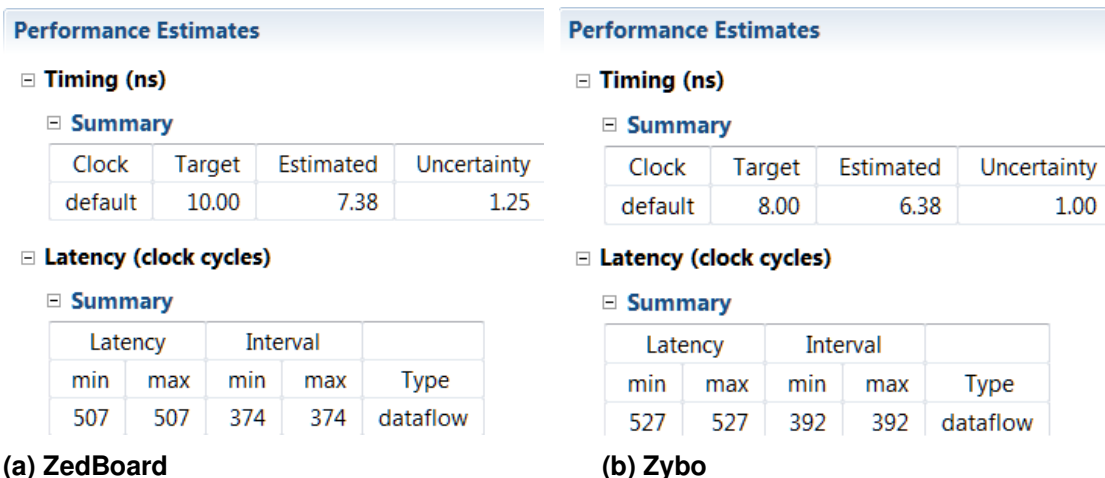 Performance Estimates
Timing (ns)
Summary
Clock Target Estimated Uncertainty
default 10.00 7.38 1.25
Latency (clock cycles)
Summary
Latency Interval
min max min max Type
507 507 374 374 dataflow
(a) ZedBoard
Performance Estimates
Timing (ns)
Summary
Clock Target Estimated Uncertainty
default 8.00 6.38 1.00
Latency (clock cycles)
Summary
Latency Interval
min max min max Type
527 527 392 392 dataflow
(b) Zybo